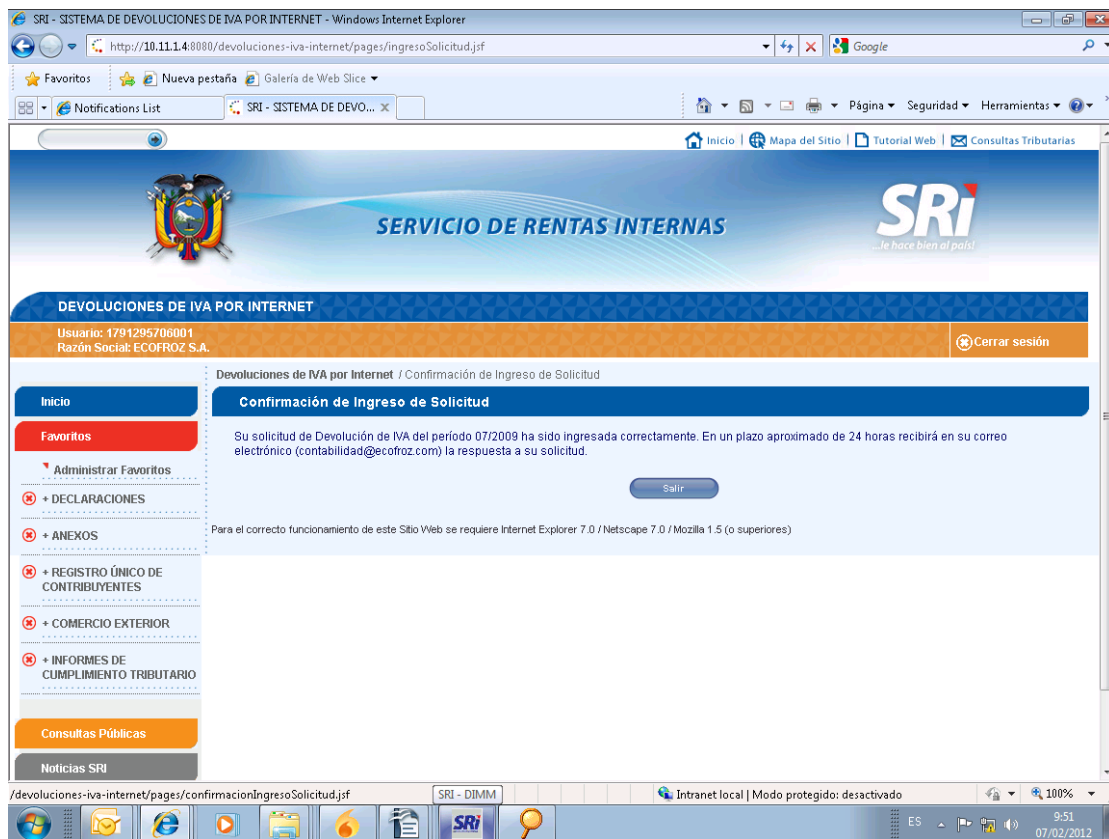 SRI - SISTEMA DE DEVOLUCIONES DE IVA POR INTERNET - Windows Internet Explorer
http://10.11.1.4:8080/devoluciones-iva-internet/pages/ingresoSolicitud.jsf
Google
Favoritos
Nueva pestaña
Galería de Web Slice
Notifications List
SRI - SISTEMA DE DEVO...
Página
Seguridad
Herramientas
Inicio | Mapa del Sitio | Tutorial Web | Consultas Tributarias
SERVICIO DE RENTAS INTERNAS
SRi
...le hace bien al país!
DEVOLUCIONES DE IVA POR INTERNET
Usuario: 1791295706001
Razón Social: ECOFROZ S.A.
Cerrar sesión
Devoluciones de IVA por Internet / Confirmación de Ingreso de Solicitud
Inicio
Confirmación de Ingreso de Solicitud
Favoritos
Su solicitud de Devolución de IVA del período 07/2009 ha sido ingresada correctamente. En un plazo aproximado de 24 horas recibirá en su correo
electrónico (contabilidad@ecofroz.com) la respuesta a su solicitud.
Administrar Favoritos
Salir
+ DECLARACIONES
Para el correcto funcionamiento de este Sitio Web se requiere Internet Explorer 7.0 / Netscape 7.0 / Mozilla 1.5 (o superiores)
+ ANEXOS
+ REGISTRO ÚNICO DE
CONTRIBUYENTES
+ COMERCIO EXTERIOR
+ INFORMES DE
CUMPLIMIENTO TRIBUTARIO
Consultas Públicas
Noticias SRI
/devoluciones-iva-internet/pages/confirmacionIngresoSolicitud.jsf
SRI - DIMM
Intranet local | Modo protegido: desactivado
100%
SRi
ES
9:51
07/02/2012